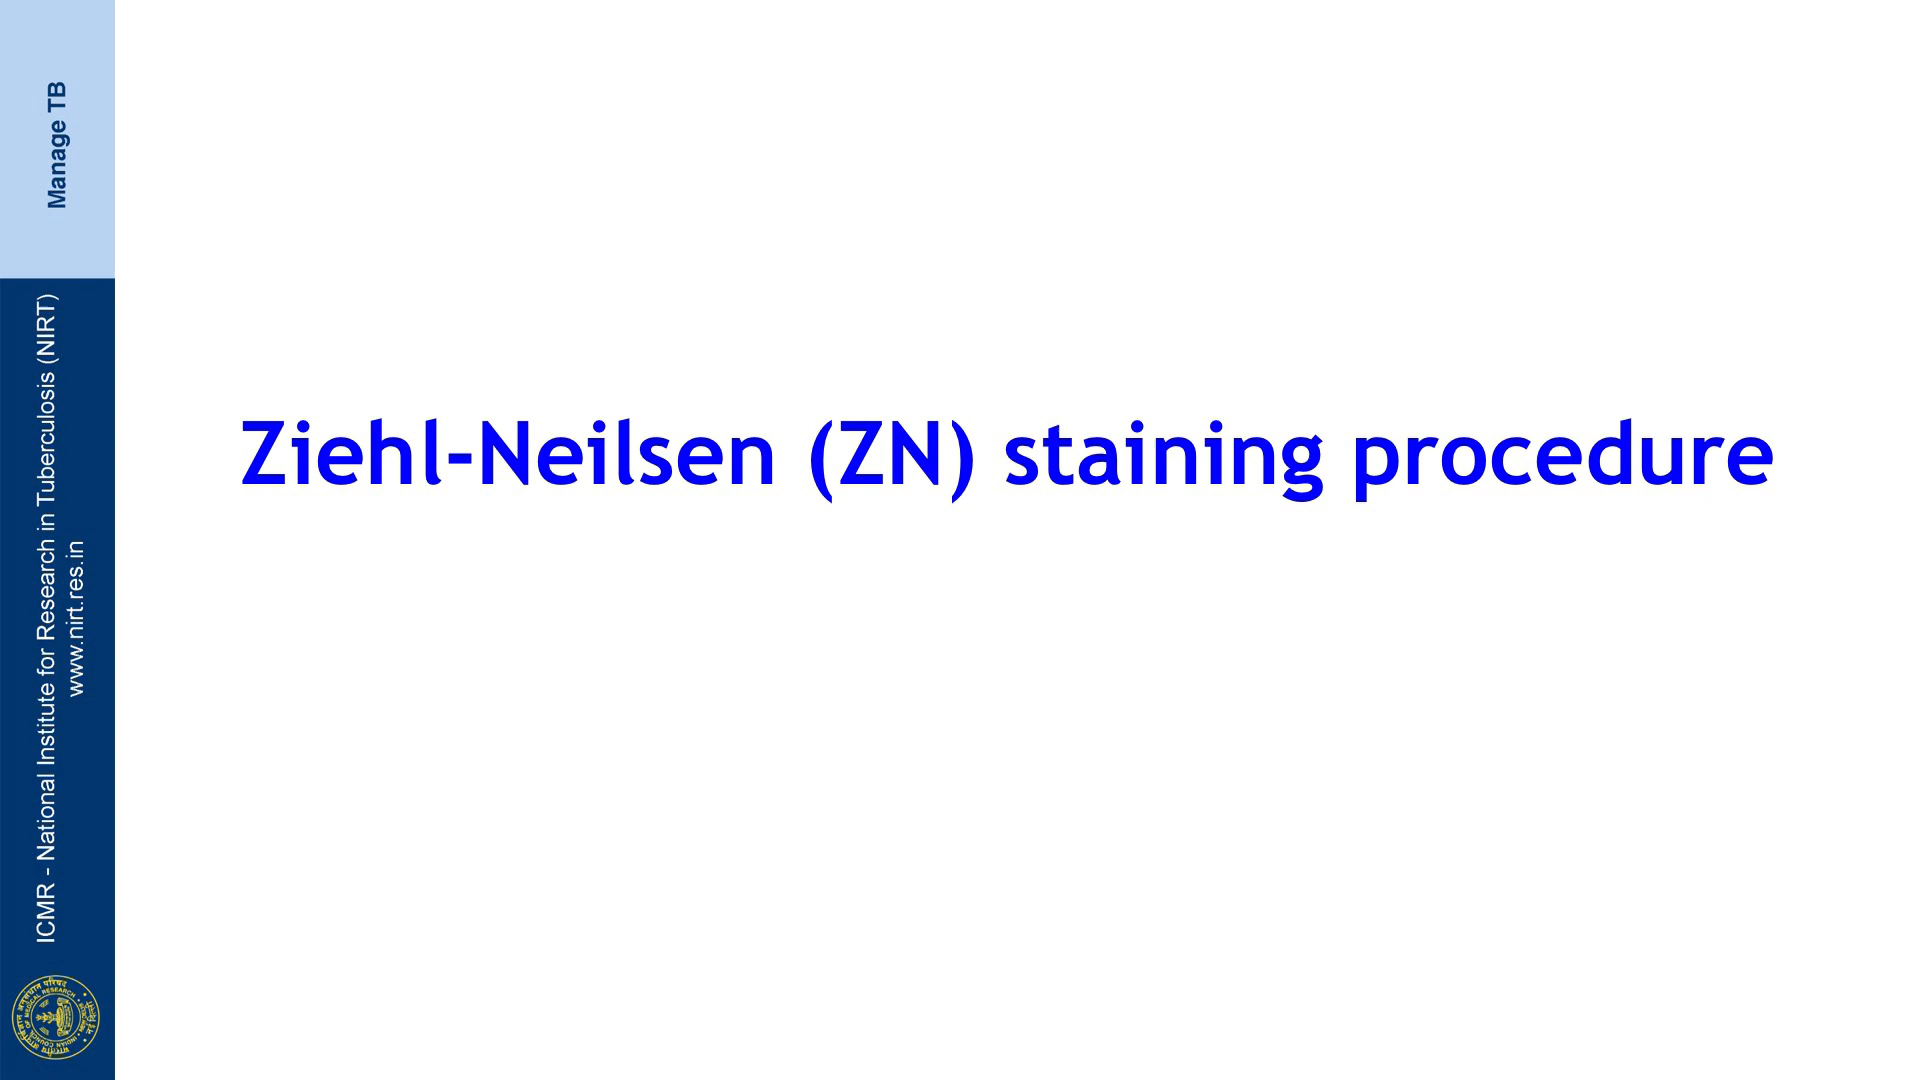 Manage TB
ICMR - National Institute for Research in Tuberculosis (NIRT)
www.nirt.res.in
Ziehl-Neilsen (ZN) staining procedure